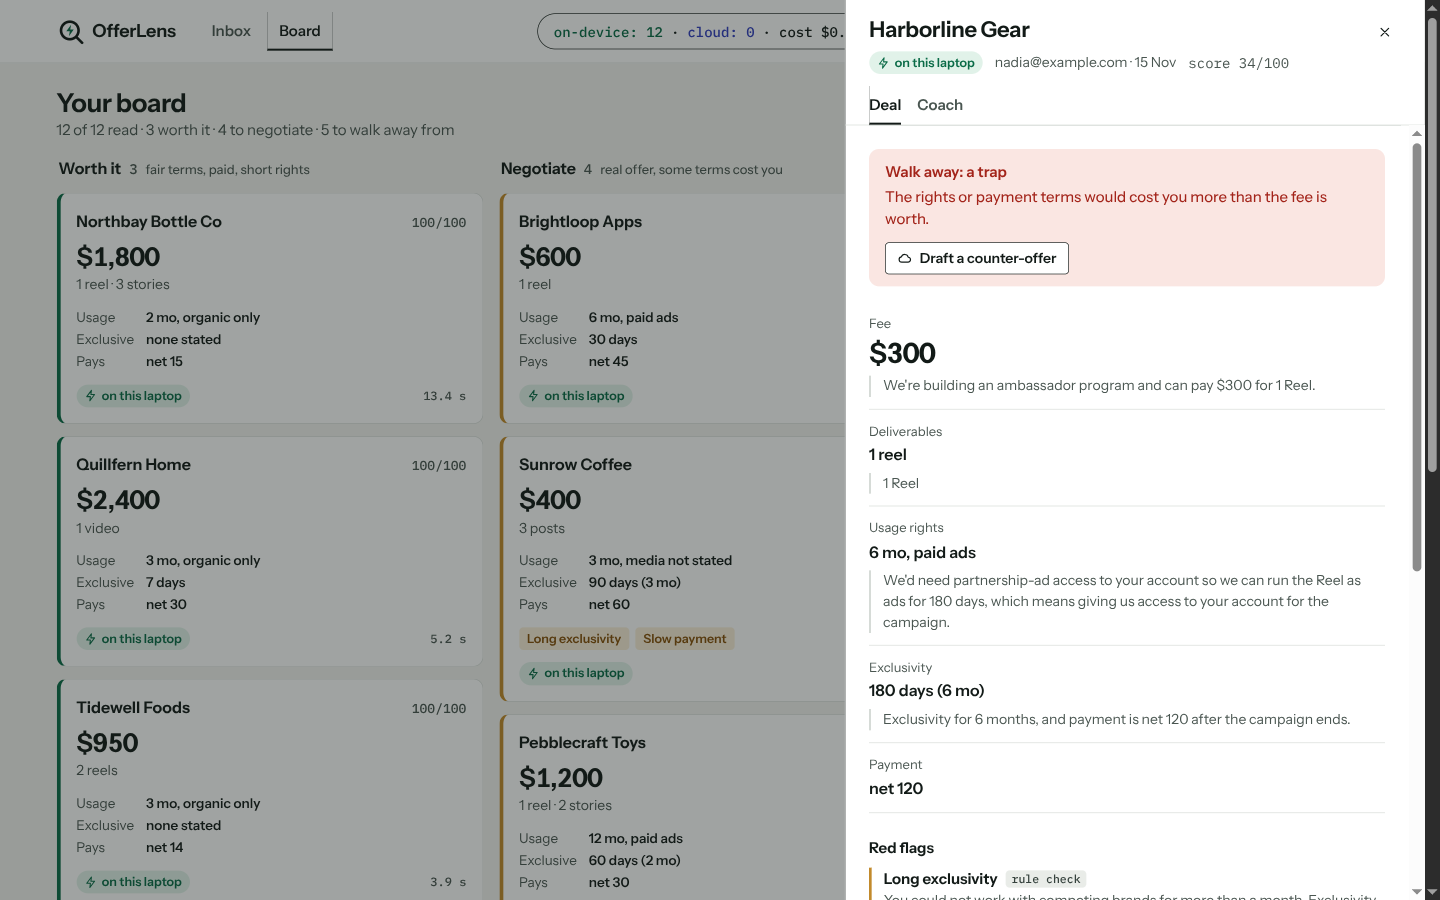 OfferLens
Inbox
Board
on-device: 12 · cloud: 0 · cost $0.
Your board
12 of 12 read · 3 worth it · 4 to negotiate · 5 to walk away from
Worth it 3 fair terms, paid, short rights
Northbay Bottle Co
100/100
$1,800
1 reel · 3 stories
Usage 2 mo, organic only
Exclusive none stated
Pays net 15
on this laptop
13.4 s
Quillfern Home
100/100
$2,400
1 video
Usage 3 mo, organic only
Exclusive 7 days
Pays net 30
on this laptop
5.2 s
Tidewell Foods
100/100
$950
2 reels
Usage 3 mo, organic only
Exclusive none stated
Pays net 14
on this laptop
3.9 s
Negotiate 4 real offer, some terms cost you
Brightloop Apps
$600
1 reel
Usage 6 mo, paid ads
Exclusive 30 days
Pays net 45
on this laptop
Sunrow Coffee
$400
3 posts
Usage 3 mo, media not stated
Exclusive 90 days (3 mo)
Pays net 60
Long exclusivity
Slow payment
on this laptop
Pebblecraft Toys
$1,200
1 reel · 2 stories
Usage 12 mo, paid ads
Exclusive 60 days (2 mo)
Pays net 30
Harborline Gear
on this laptop
nadia@example.com · 15 Nov
score 34/100
Deal
Coach
Walk away: a trap
The rights or payment terms would cost you more than the fee is
worth.
Draft a counter-offer
Fee
$300
We're building an ambassador program and can pay $300 for 1 Reel.
Deliverables
1 reel
1 Reel
Usage rights
6 mo, paid ads
We'd need partnership-ad access to your account so we can run the Reel as
ads for 180 days, which means giving us access to your account for the
campaign.
Exclusivity
180 days (6 mo)
Exclusivity for 6 months, and payment is net 120 after the campaign ends.
Payment
net 120
Red flags
Long exclusivity
rule check
You could not work with competing brands for more than a month. Exclusivity